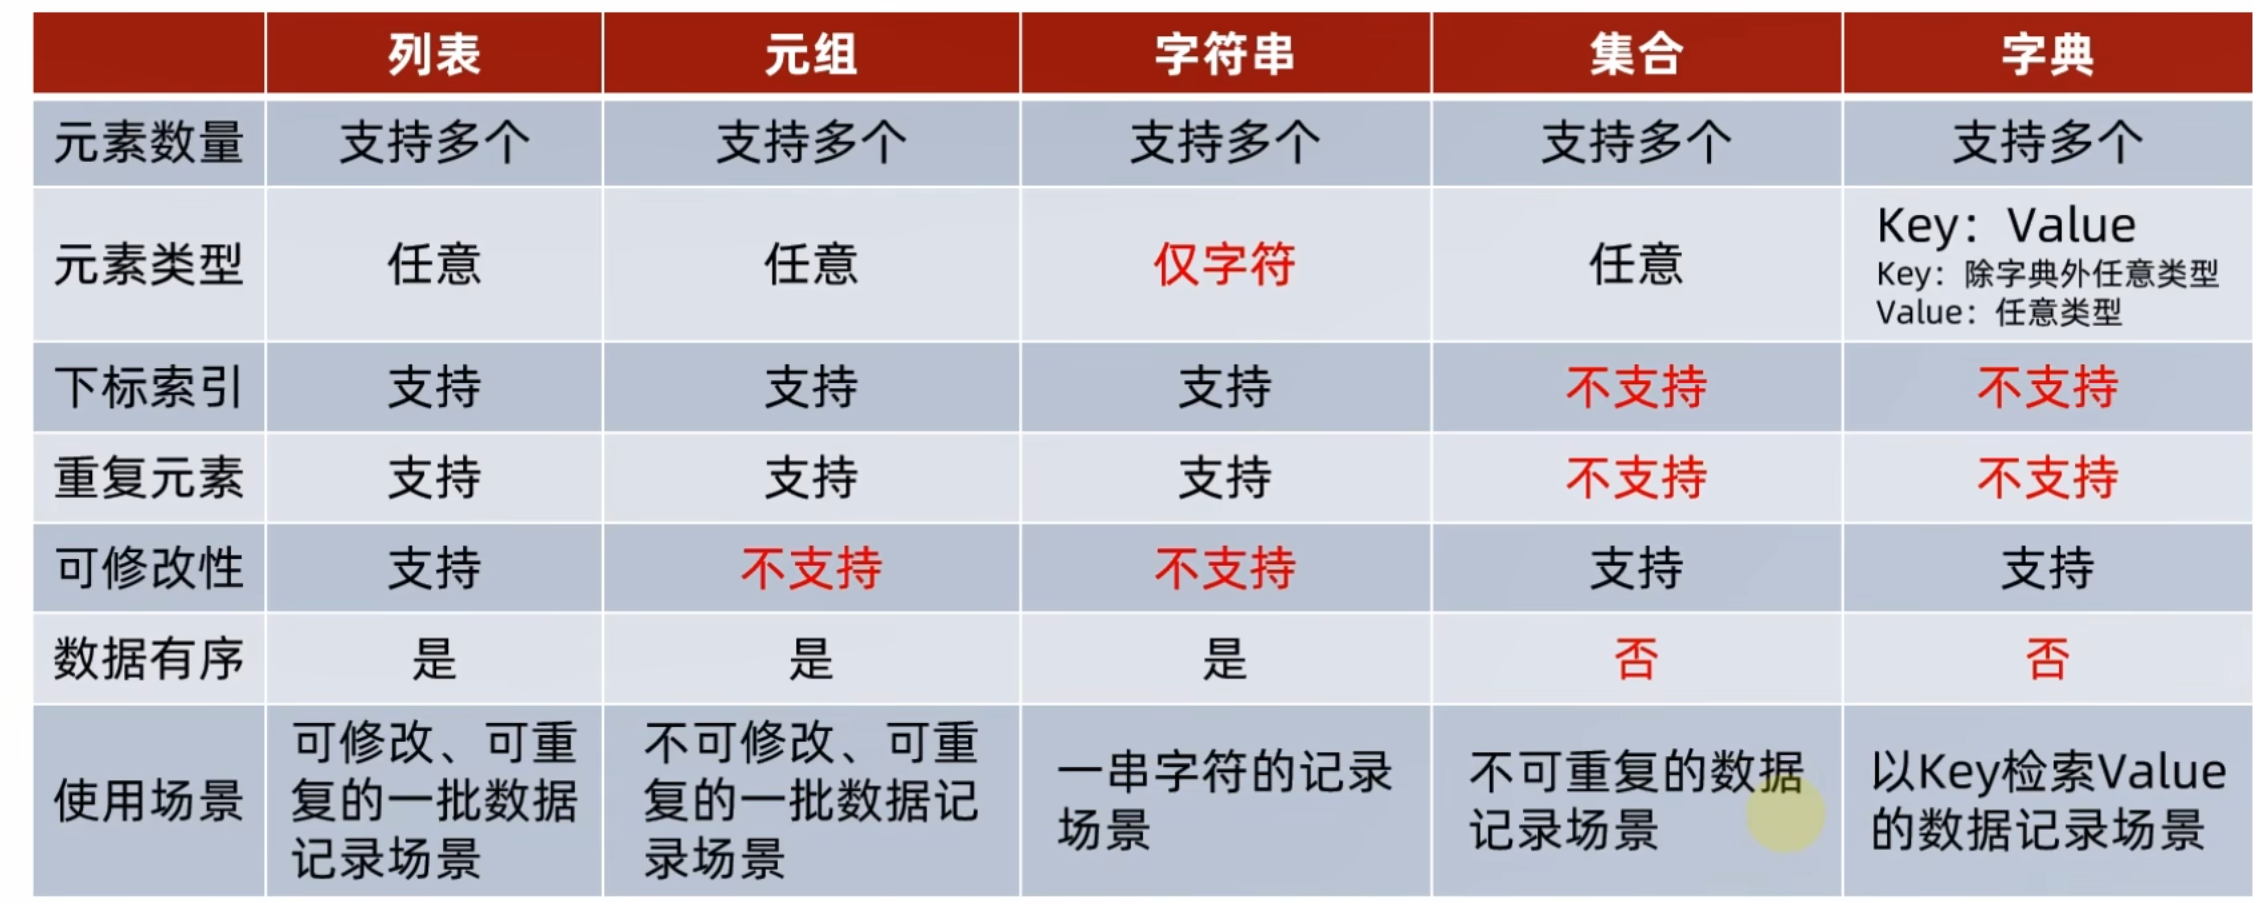 列表 元组 字符串 集合 字典
元素数量 支持多个 支持多个 支持多个 支持多个 支持多个
元素类型 任意 任意 仅字符 任意 Key：Value
Key：除字典外任意类型
Value：任意类型
下标索引 支持 支持 支持 不支持 不支持
重复元素 支持 支持 支持 不支持 不支持
可修改性 支持 不支持 不支持 支持 支持
数据有序 是 是 是 否 否
使用场景
可修改、可重
复的一批数据
记录场景
不可修改、可重
复的一批数据记
录场景
一串字符的记录
场景
不可重复的数据
记录场景
以Key检索Value
的数据记录场景